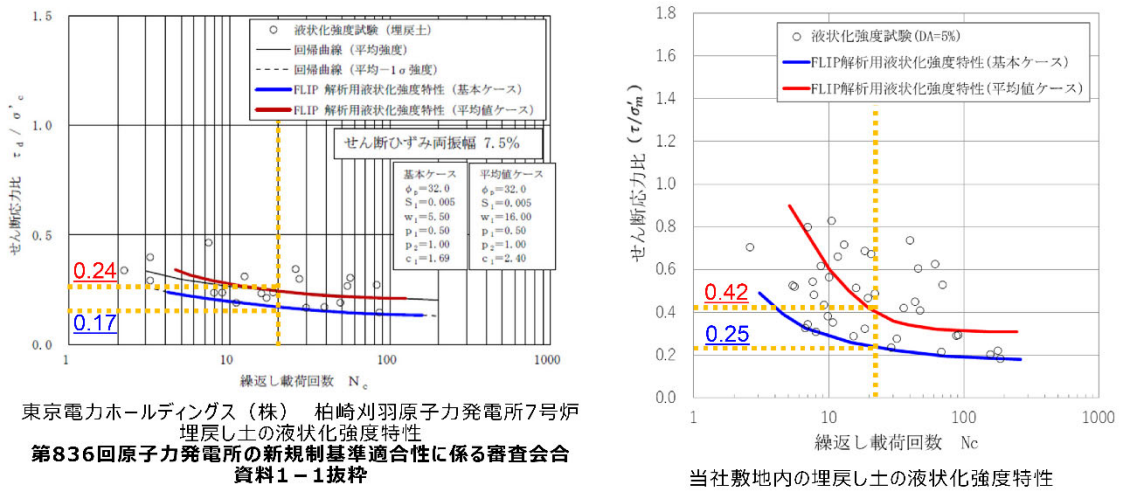 1.5
1.0
0.5
0.0
1
10
100
1000
せん断応力比 τd / σ'c
繰返し載荷回数 Nc
液状化強度試験(埋戻土)
回帰曲線(平均強度)
回帰曲線(平均−1σ強度)
FLIP 解析用液状化強度特性(基本ケース)
FLIP 解析用液状化強度特性(平均値ケース)
せん断ひずみ両振幅 7.5%
基本ケース
φp=32.0
S1=0.005
w1=5.50
p1=0.50
p2=1.00
c1=1.69
平均値ケース
φp=32.0
S1=0.005
w1=16.00
p1=0.50
p2=1.00
c1=2.40
0.24
0.17
東京電力ホールディングス(株) 柏崎刈羽原子力発電所7号炉
埋戻し土の液状化強度特性
第836回原子力発電所の新規制基準適合性に係る審査会合
資料1−1抜粋
1.8
1.6
1.4
1.2
1.0
0.8
0.6
0.4
0.2
0.0
1
10
100
1000
せん断応力比(τ/σ'm)
繰返し載荷回数 Nc
液状化強度試験(DA=5%)
FLIP解析用液状化強度特性(基本ケース)
FLIP解析用液状化強度特性(平均値ケース)
0.42
0.25
当社敷地内の埋戻し土の液状化強度特性